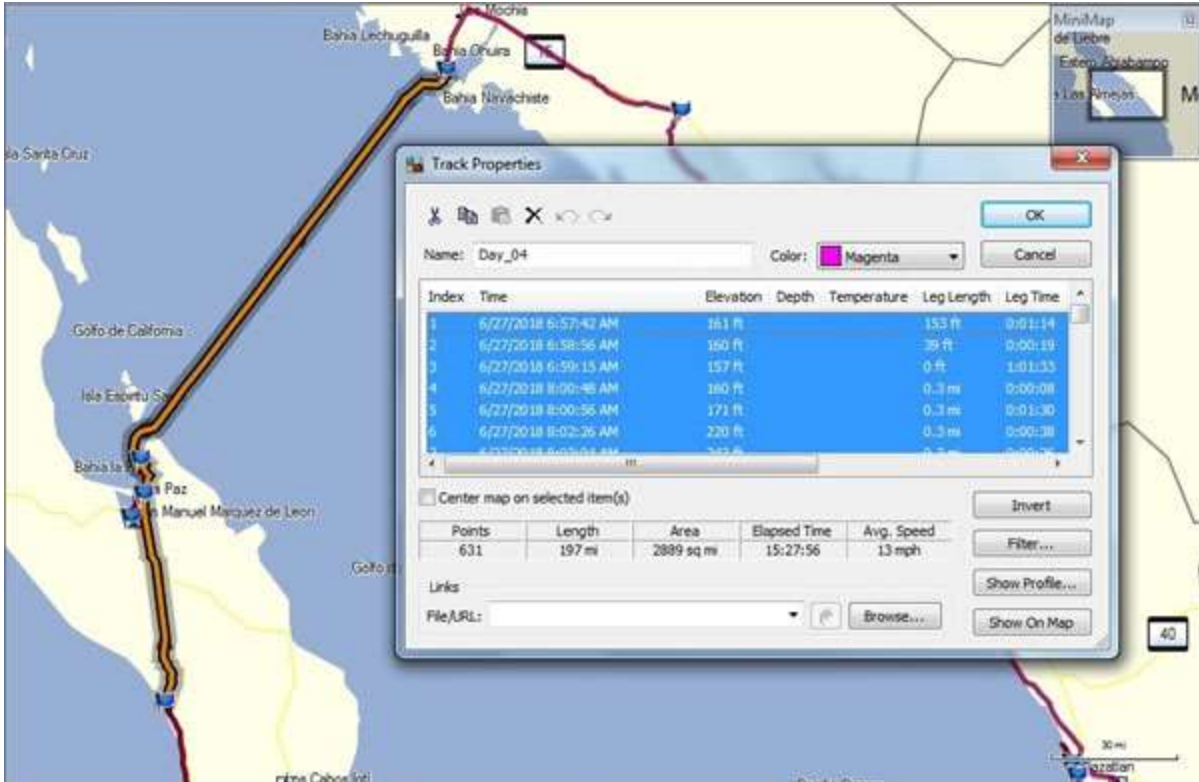 Mochis
Bahia Lechuguilla
Bahia Ohuira
15
Bahia Navachiste
MiniMap
de Liebre
Estero Agiabampo
Las Almejas
M
Isla Santa Cruz
Golfo de California
Isla Espiritu Sa
Bahia la
Paz
Manuel Marquez de Leon
Golfo d
Track Properties
OK
Name: Day_04 Color: Magenta Cancel
Index Time Elevation Depth Temperature Leg Length Leg Time
1 6/27/2018 6:57:42 AM 161 ft 153 ft 0:01:14
2 6/27/2018 6:58:56 AM 160 ft 39 ft 0:00:19
3 6/27/2018 6:59:15 AM 157 ft 0 ft 1:01:33
4 6/27/2018 8:00:48 AM 160 ft 0.3 mi 0:00:08
5 6/27/2018 8:00:56 AM 171 ft 0.3 mi 0:01:30
6 6/27/2018 8:02:26 AM 220 ft 0.3 mi 0:00:38
Center map on selected item(s)
Invert
Points Length Area Elapsed Time Avg. Speed
631 197 mi 2889 sq mi 15:27:56 13 mph
Filter...
Links
Show Profile...
File/URL: Browse...
Show On Map
40
30 mi
Mazatlan
Cabos Intl